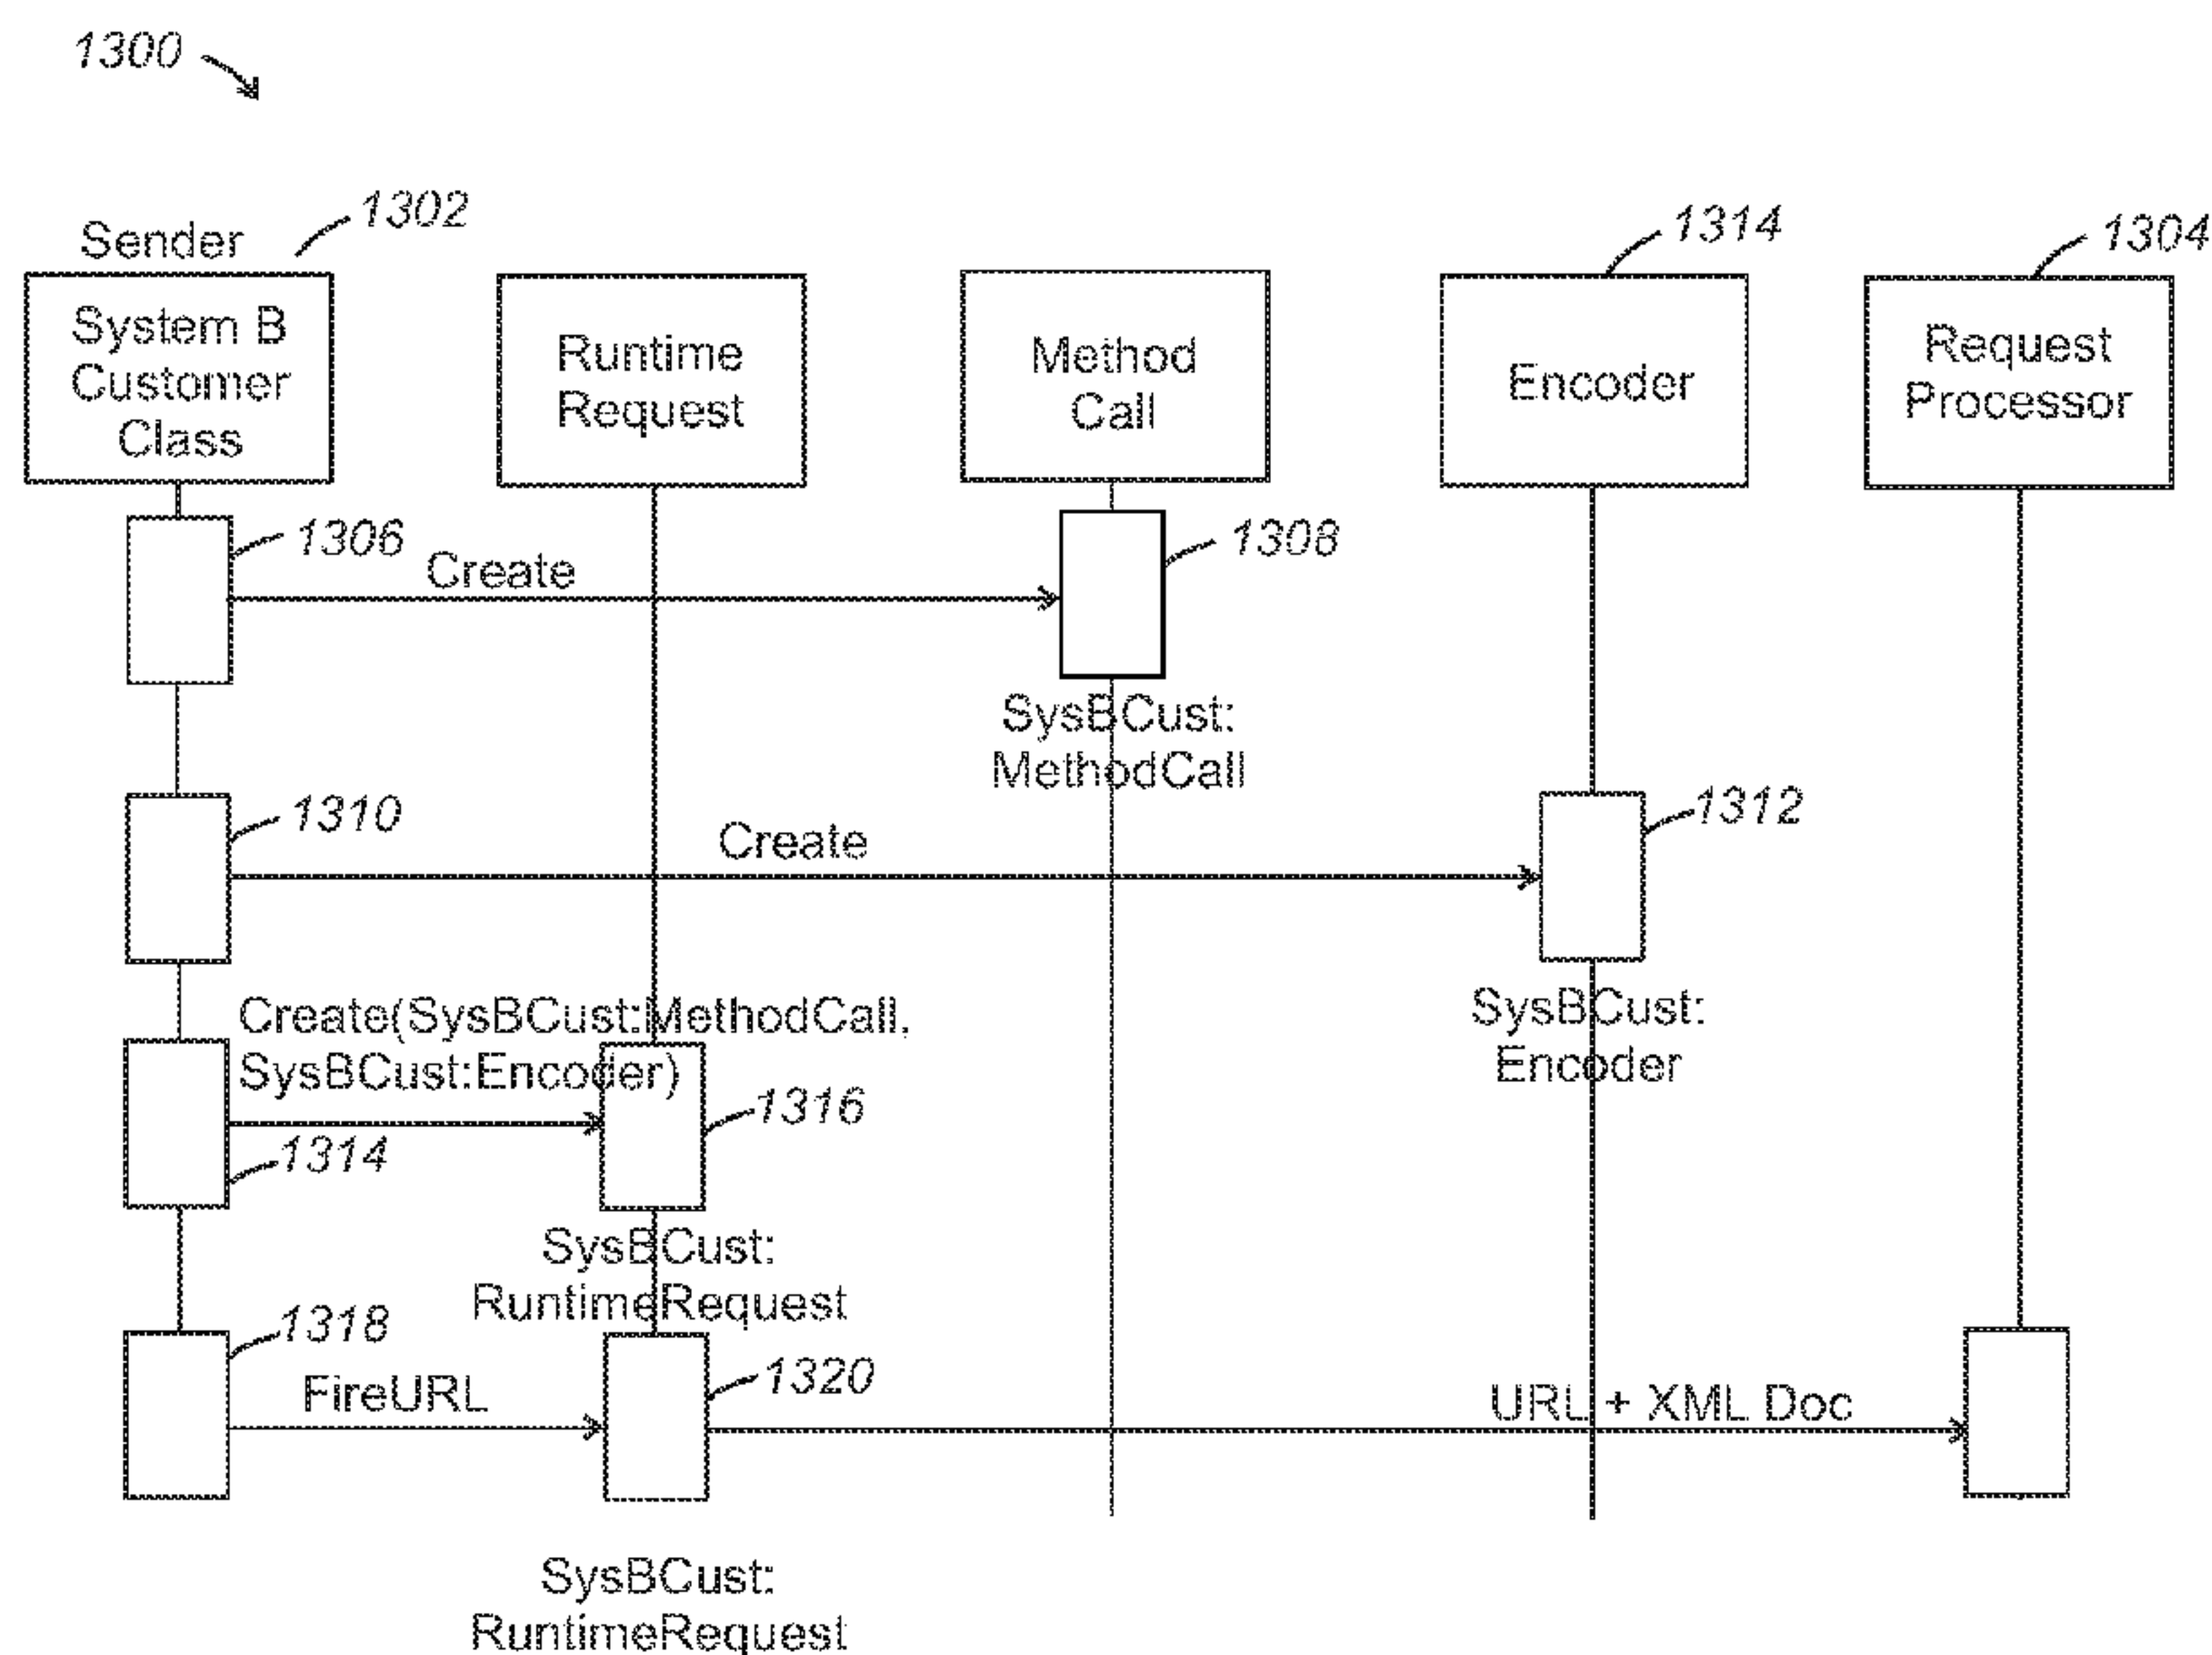 1300
Sender
1302
1314
1304
System B
Customer
Class
Runtime
Request
Method
Call
Encoder
Request
Processor
1306
Create
1308
SysBCust:
MethodCall
1310
Create
1312
SysBCust:
Encoder
Create(SysBCust:MethodCall,
SysBCust:Encoder)
1314
1316
SysBCust:
RuntimeRequest
1318
FireURL
1320
URL + XML Doc
SysBCust:
RuntimeRequest